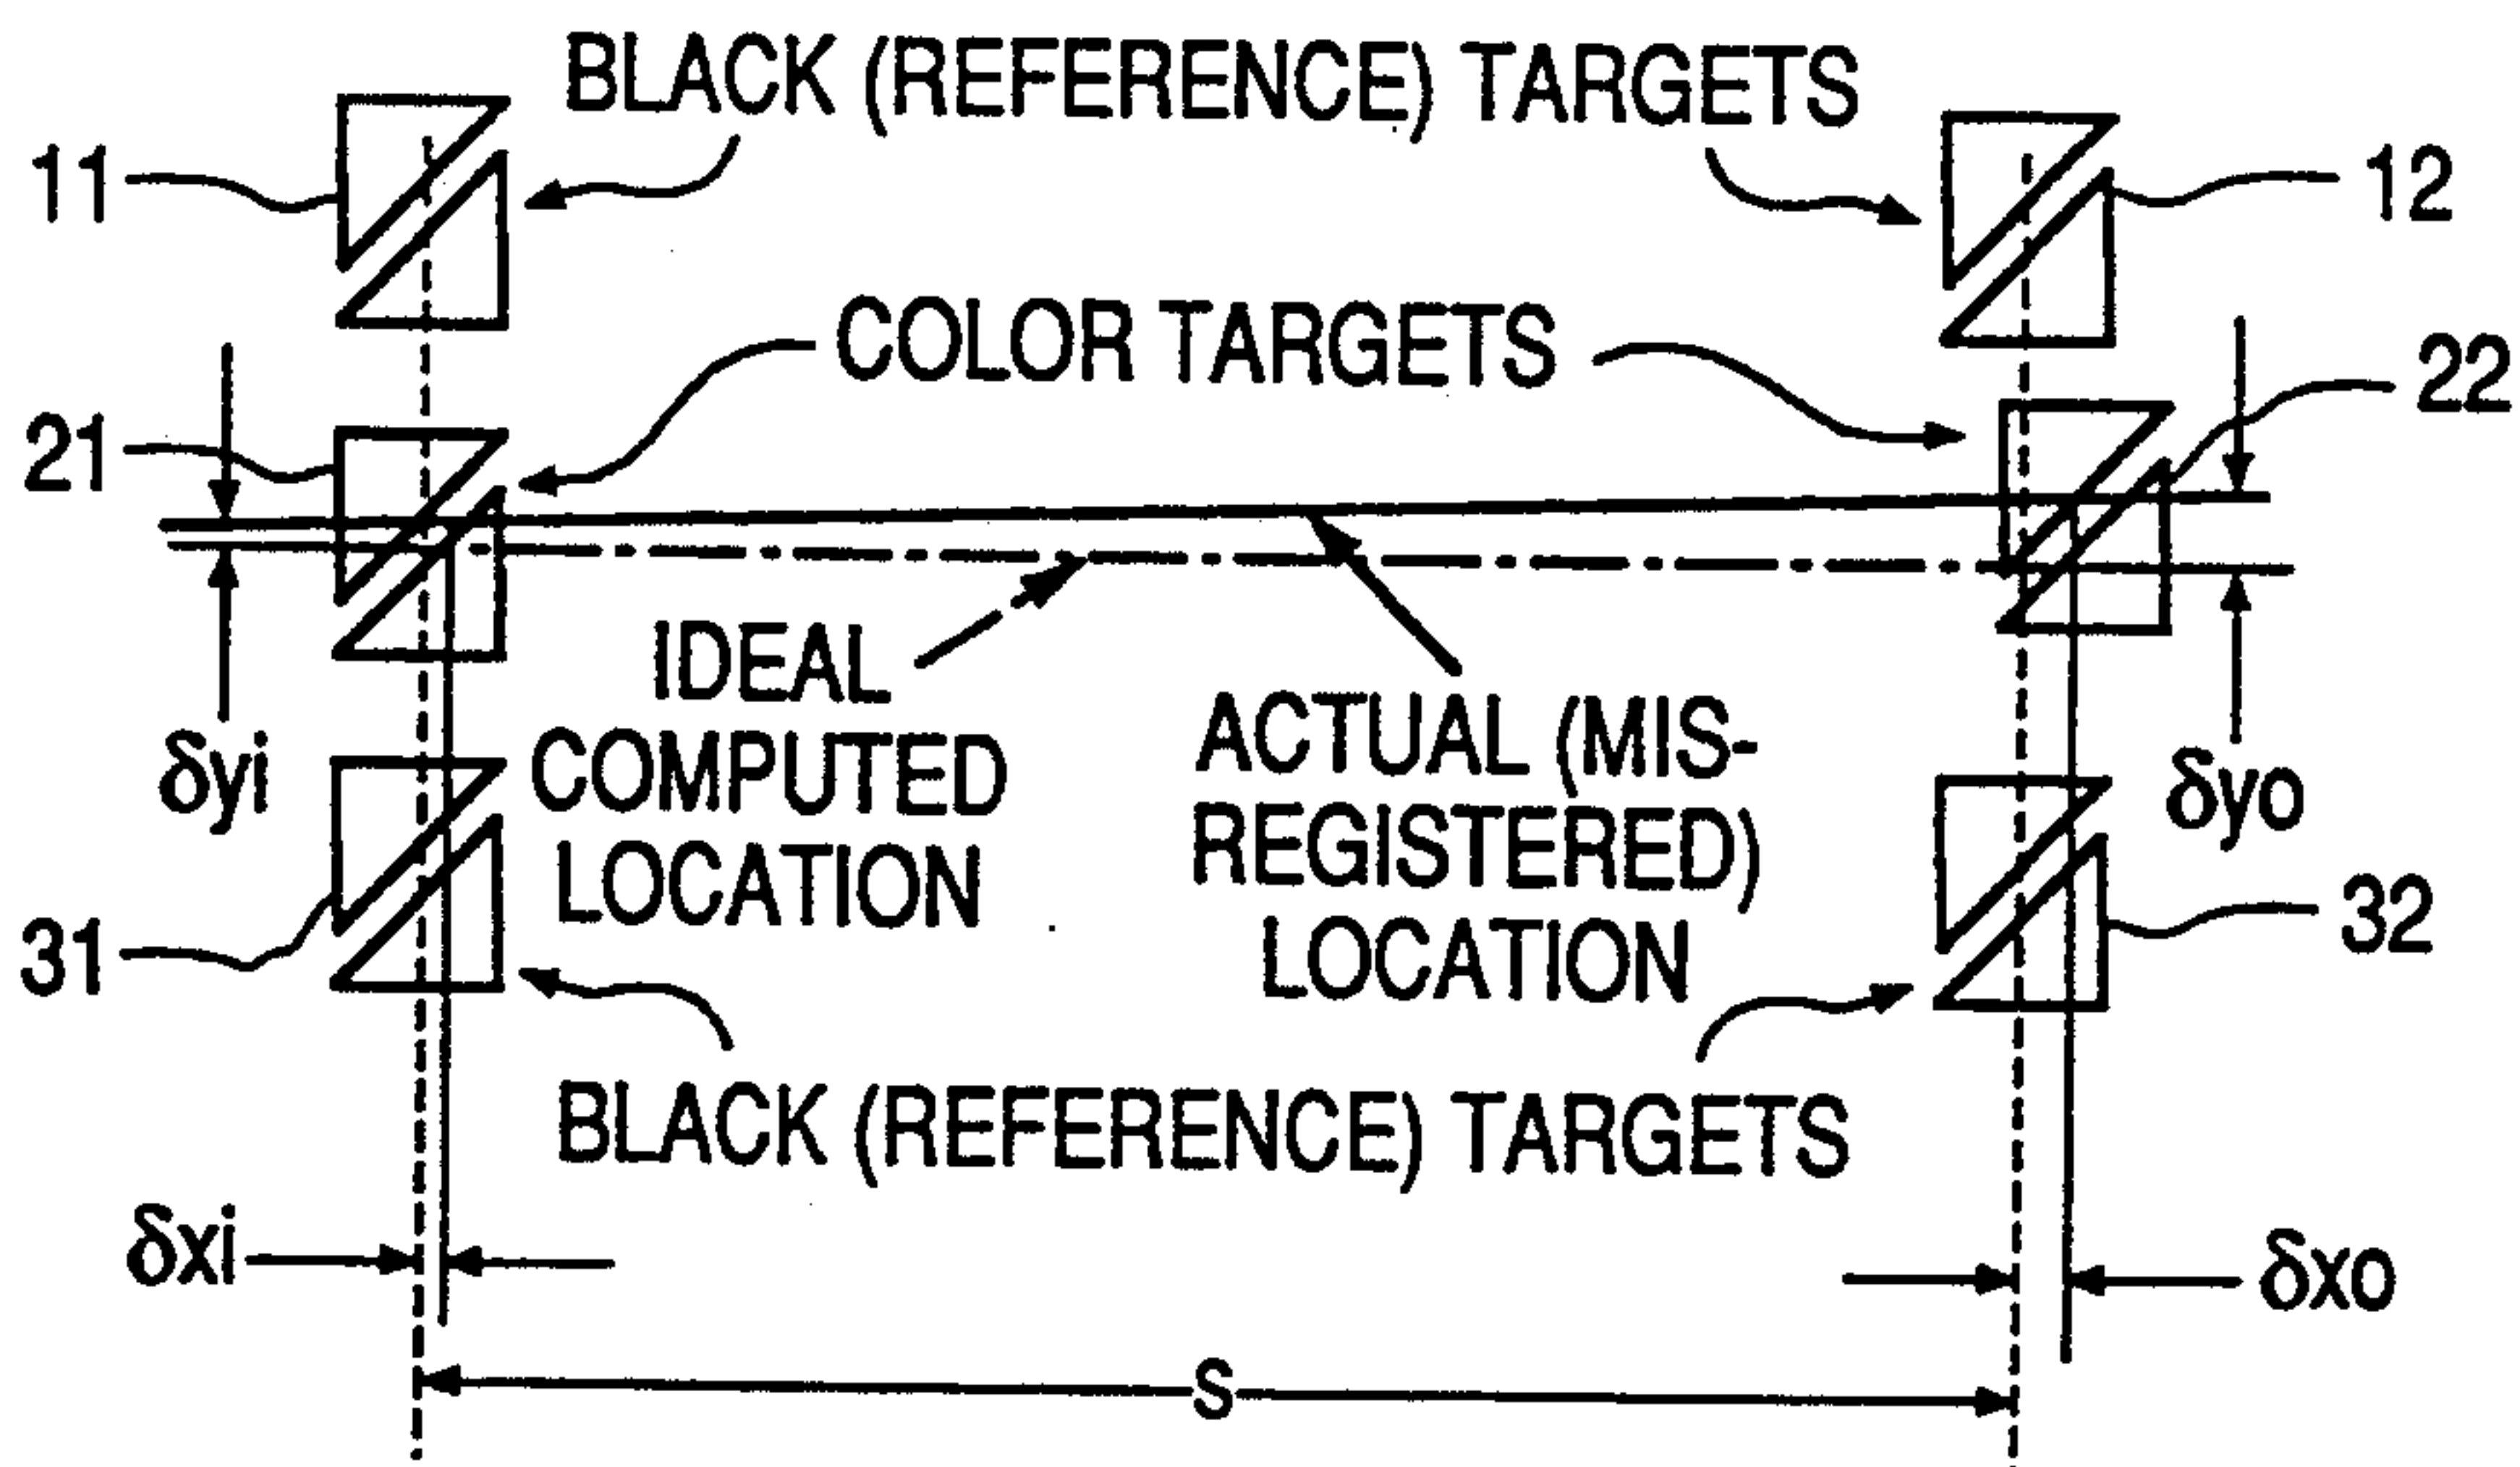 BLACK (REFERENCE) TARGETS
11
12
COLOR TARGETS
22
21
IDEAL
COMPUTED
LOCATION
ACTUAL (MIS-
REGISTERED)
LOCATION
δyi
δyo
31
32
BLACK (REFERENCE) TARGETS
δxi
δxo
S